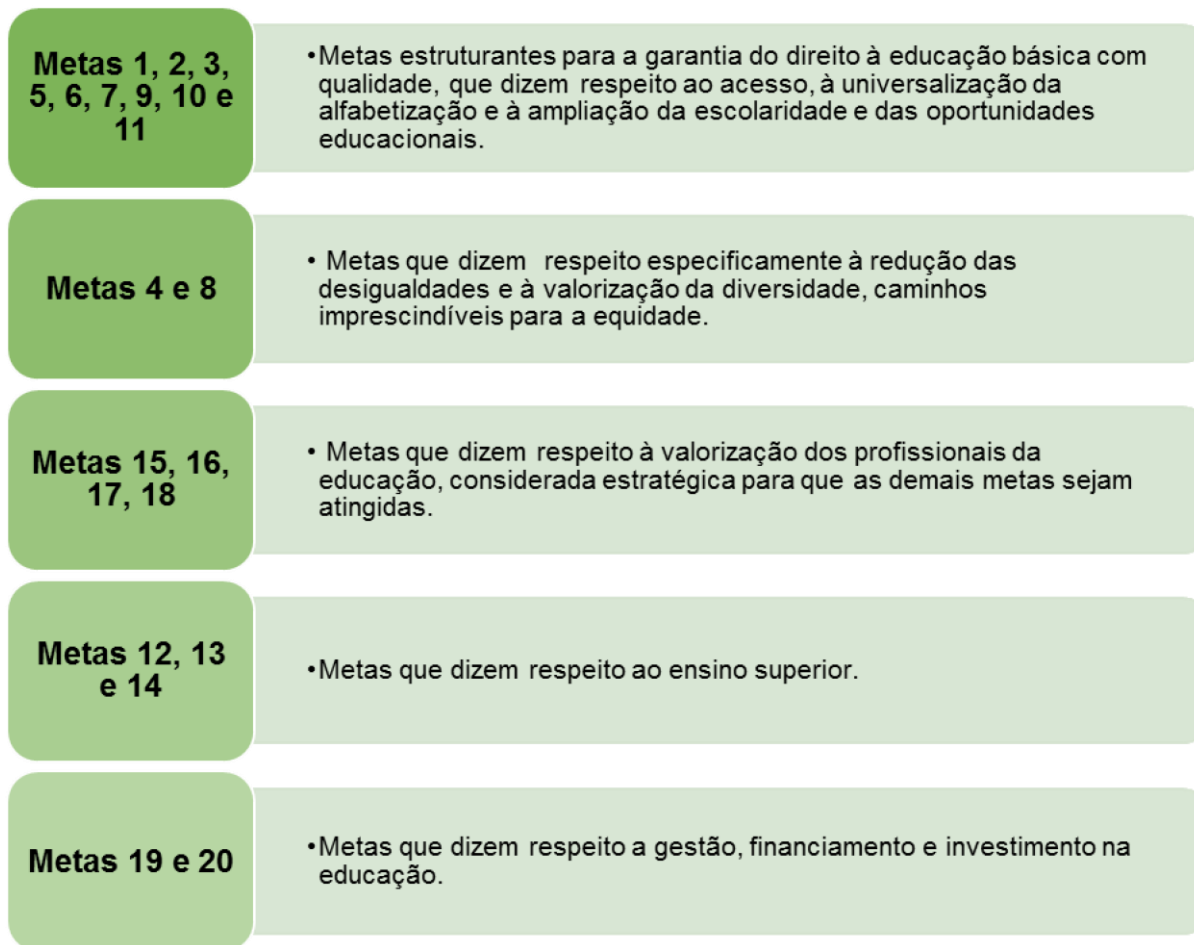 Metas 1, 2, 3,
5, 6, 7, 9, 10 e
11
•Metas estruturantes para a garantia do direito à educação básica com
qualidade, que dizem respeito ao acesso, à universalização da
alfabetização e à ampliação da escolaridade e das oportunidades
educacionais.
Metas 4 e 8
• Metas que dizem respeito especificamente à redução das
desigualdades e à valorização da diversidade, caminhos
imprescindíveis para a equidade.
Metas 15, 16,
17, 18
• Metas que dizem respeito à valorização dos profissionais da
educação, considerada estratégica para que as demais metas sejam
atingidas.
Metas 12, 13
e 14
•Metas que dizem respeito ao ensino superior.
Metas 19 e 20
•Metas que dizem respeito a gestão, financiamento e investimento na
educação.